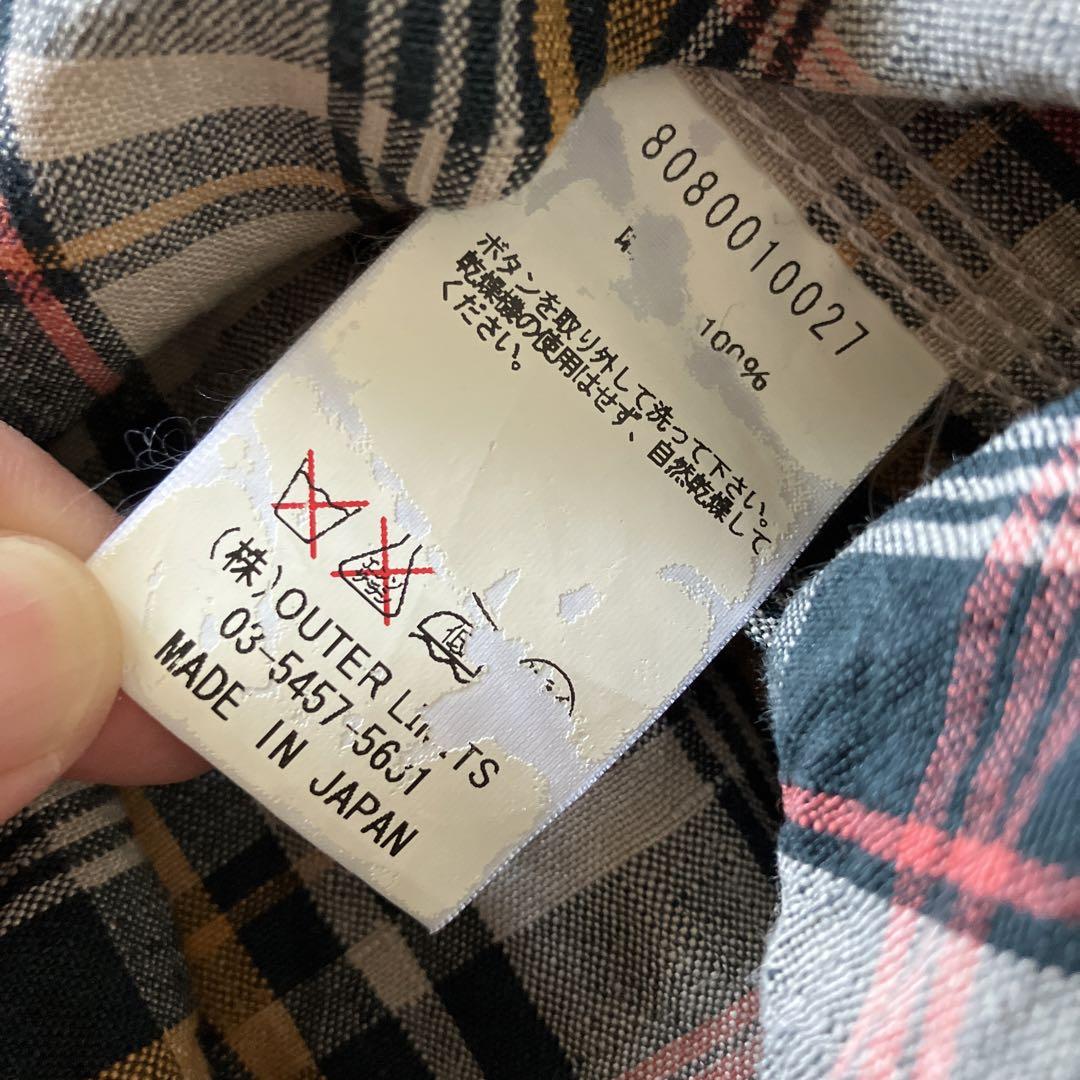 8080010027
100%
ボタンを取り外して洗って下さい。
乾燥機の使用はせず、自然乾燥して
ください。
(株)OUTER
03-5457-5631
MADE IN JAPAN